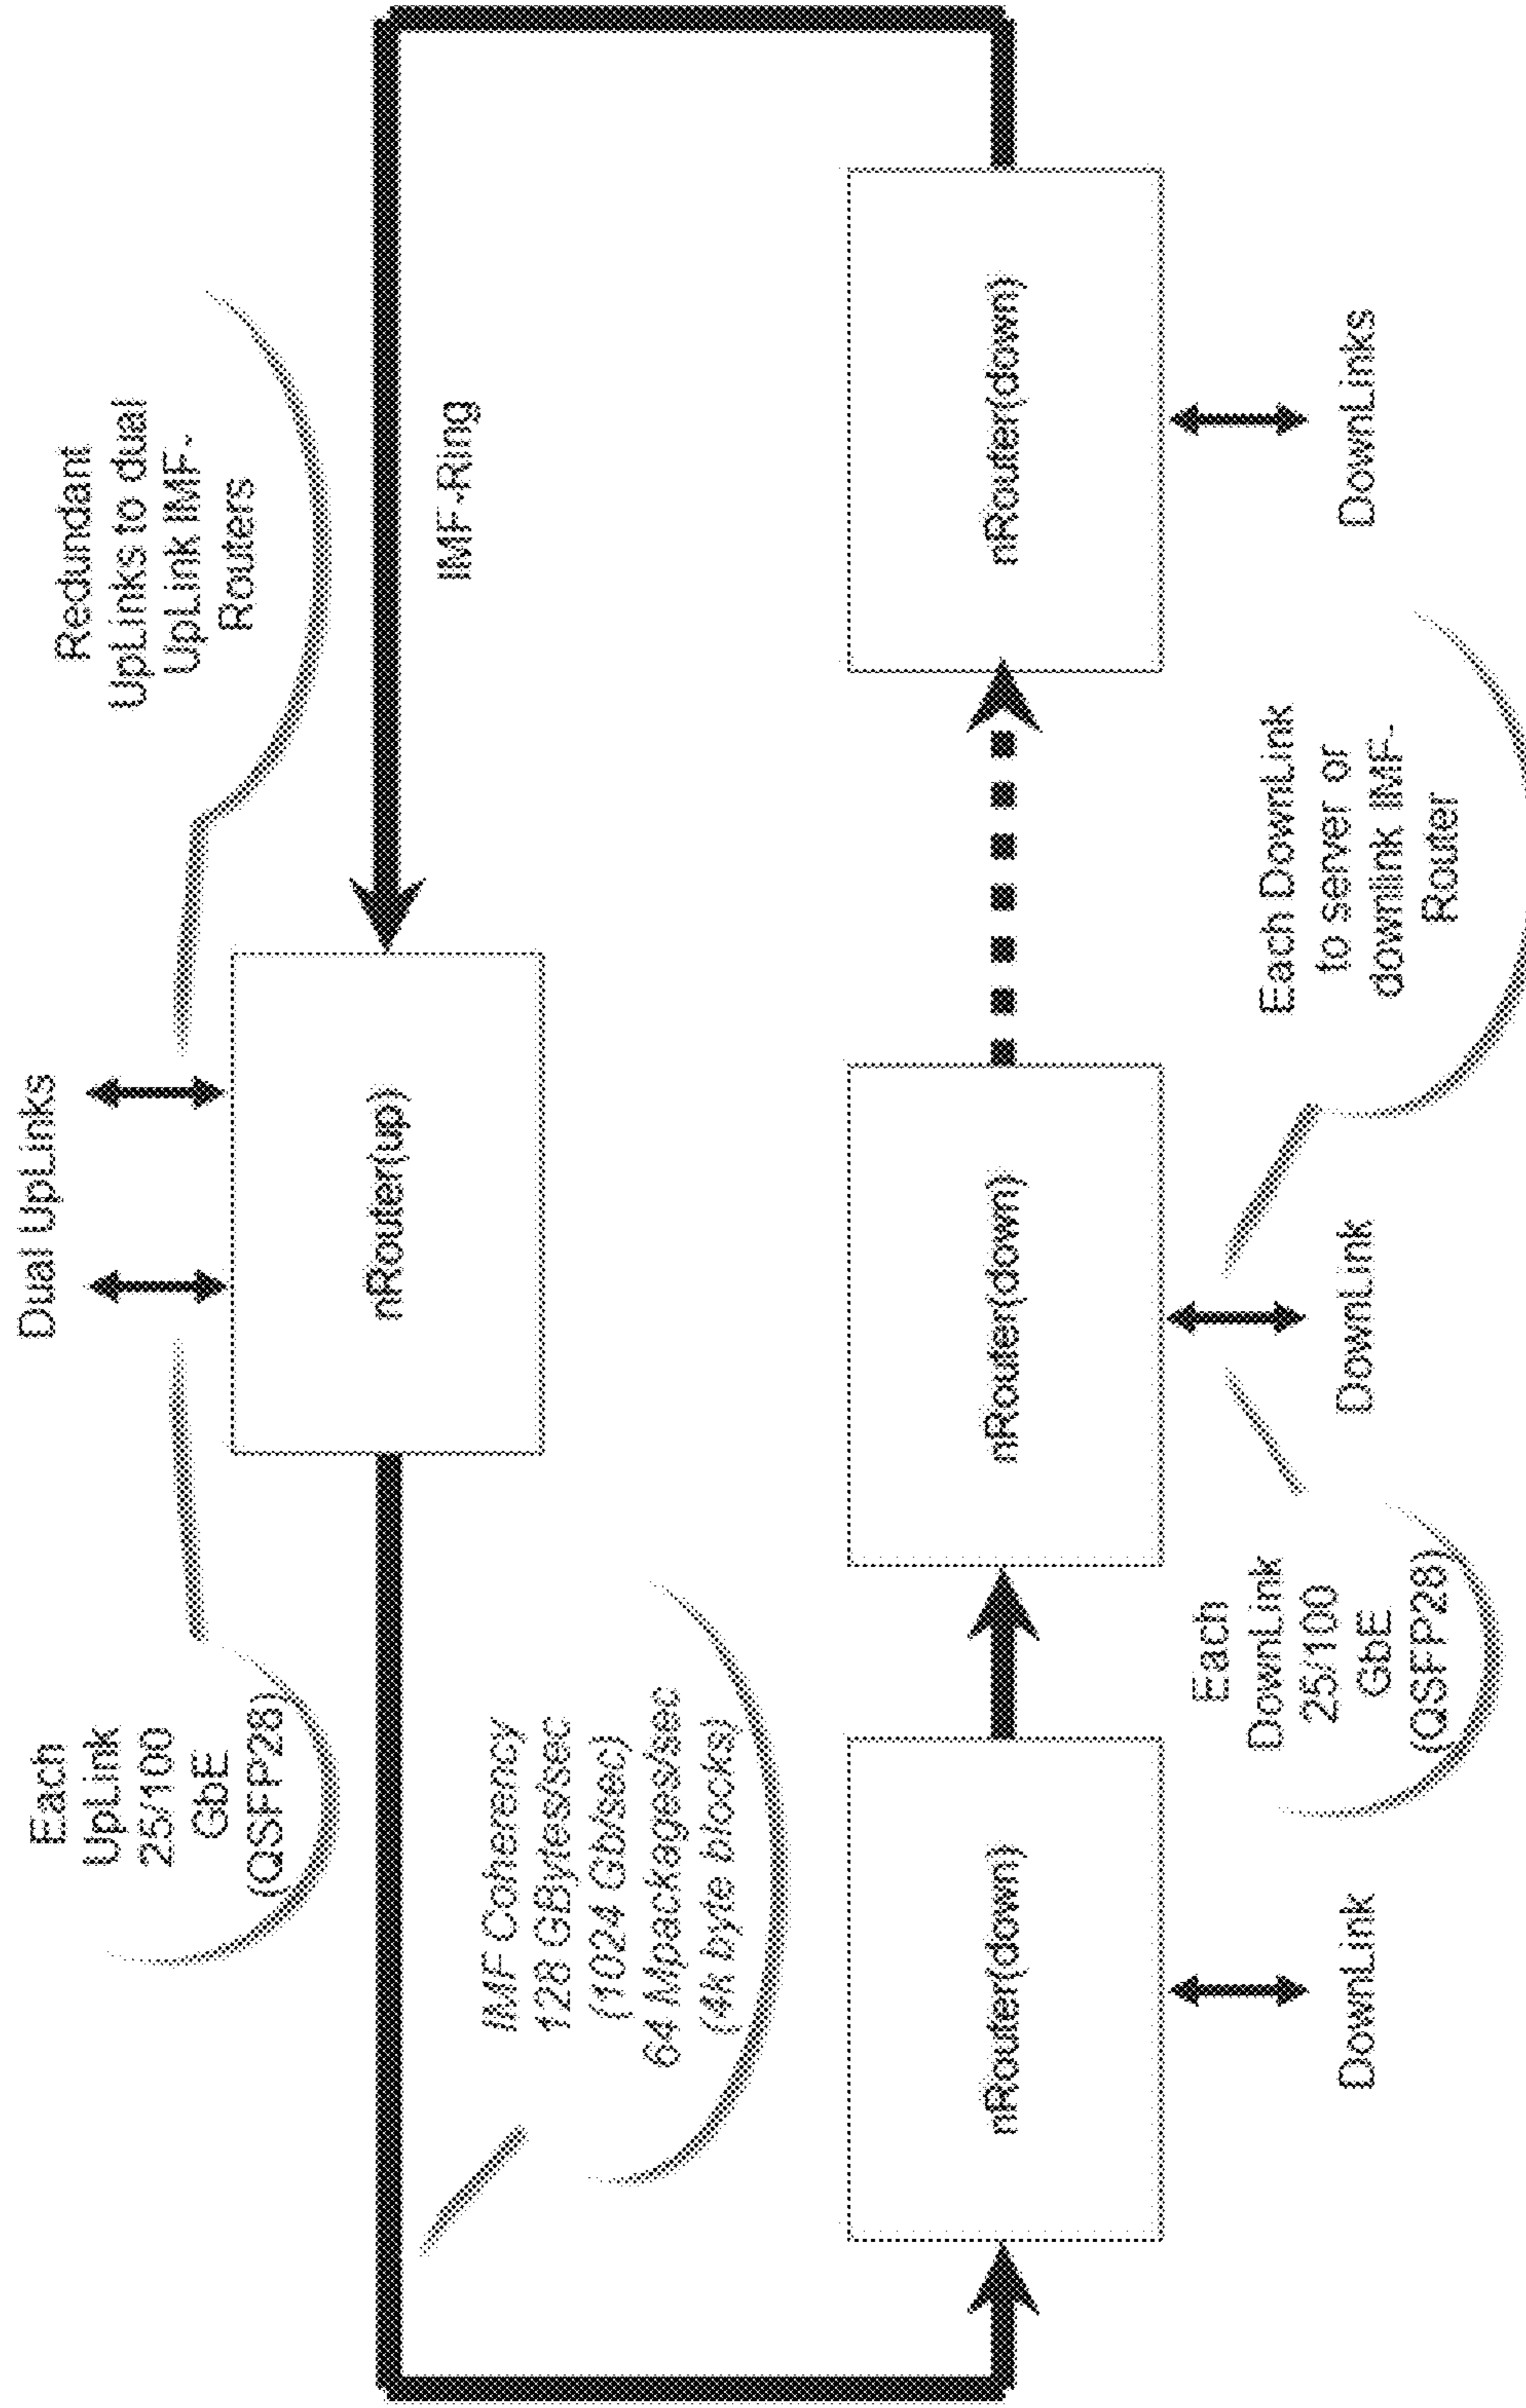 Dual UpLinks
Each
UpLink
25/100
GbE
(QSFP28)
Redundant
UpLinks to dual
UpLink IMF-
Routers
nRouter(up)
IMF-Ring
IMF Coherency
128 GBytes/sec
(1024 Gb/sec)
64 Mpackages/sec
(4k byte blocks)
nRouter(down)
nRouter(down)
nRouter(down)
Each
DownLink
25/100
GbE
(QSFP28)
Each DownLink
to server or
downlink IMF-
Router
DownLink
DownLink
DownLinks